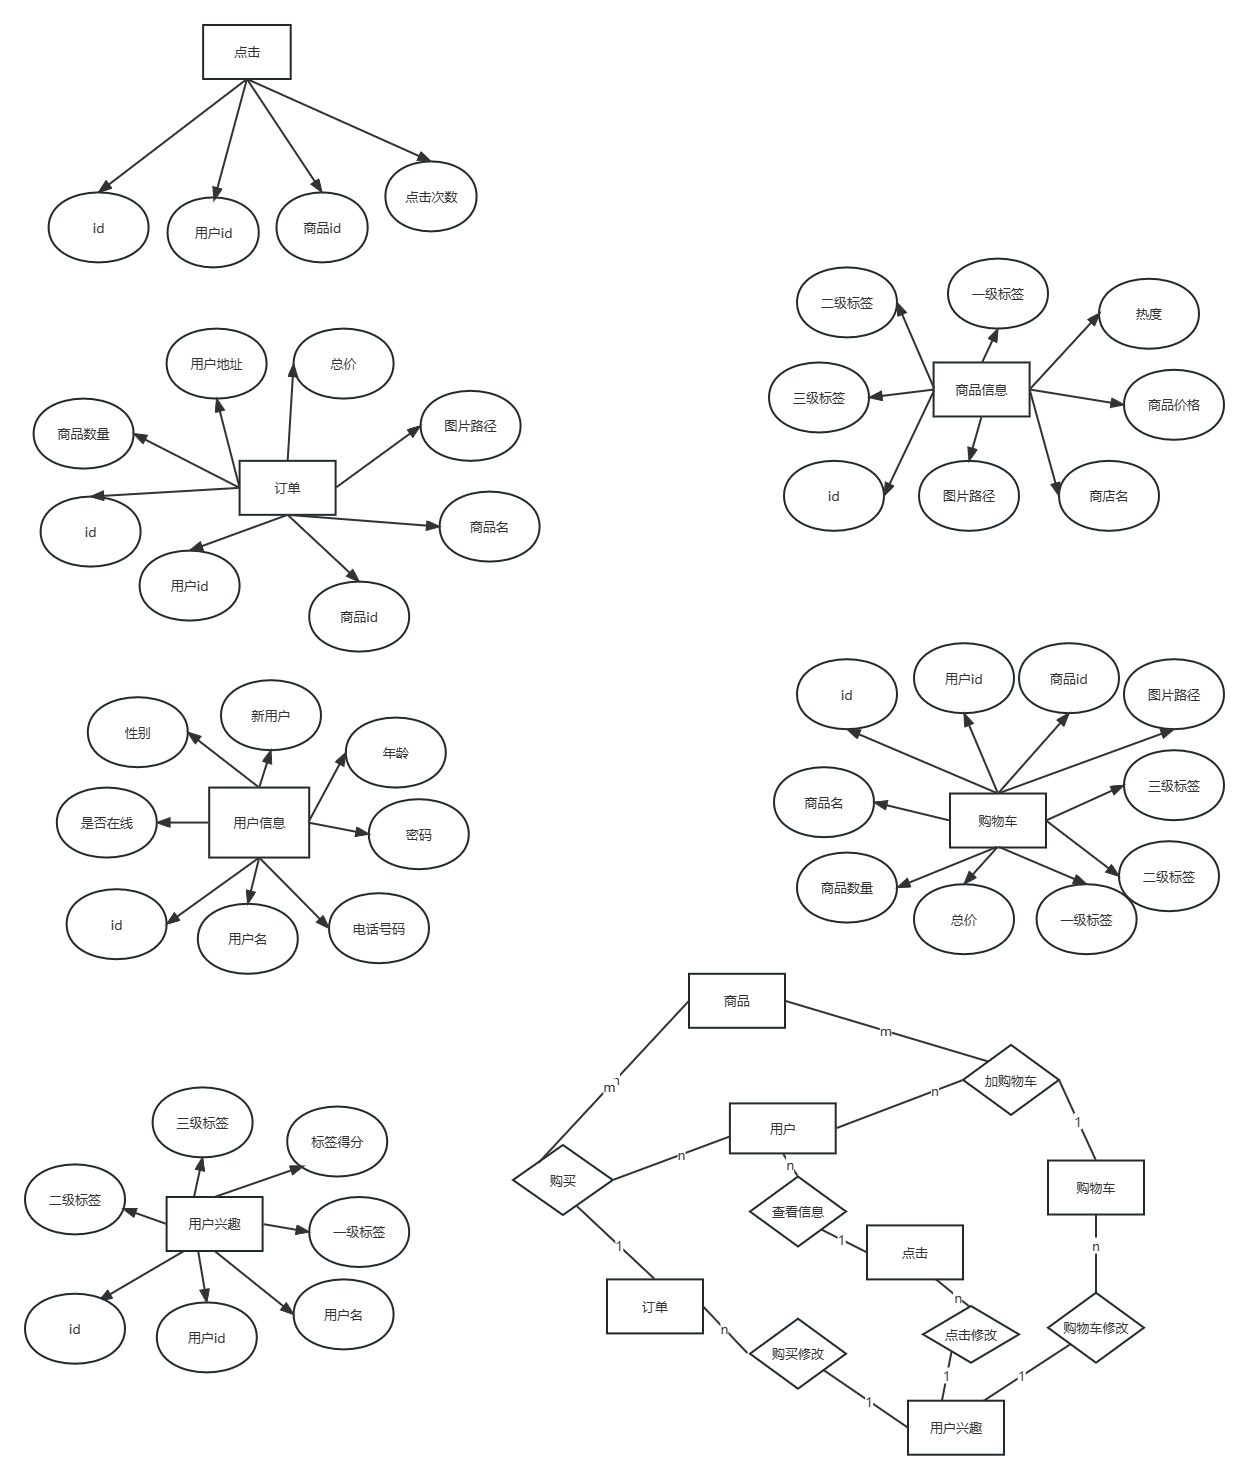 点击
id
用户id
商品id
点击次数
用户地址
总价
图片路径
商品数量
订单
id
商品名
用户id
商品id
二级标签
一级标签
热度
三级标签
商品信息
商品价格
id
图片路径
商店名
性别
新用户
年龄
是否在线
用户信息
密码
id
用户名
电话号码
id
用户id
商品id
图片路径
商品名
购物车
三级标签
商品数量
总价
一级标签
二级标签
三级标签
标签得分
二级标签
用户兴趣
一级标签
id
用户id
用户名
商品
m
加购物车
m
n
用户
n
1
购买
n
查看信息
购物车
1
1
点击
n
订单
n
n
购买修改
点击修改
购物车修改
1
1
1
用户兴趣